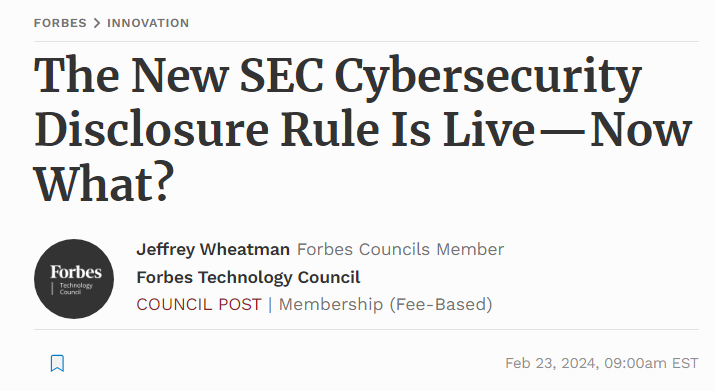 FORBES > INNOVATION
The New SEC Cybersecurity
Disclosure Rule Is Live—Now
What?
Forbes
Technology
Council
Jeffrey Wheatman Forbes Councils Member
Forbes Technology Council
COUNCIL POST | Membership (Fee-Based)
Feb 23, 2024, 09:00am EST